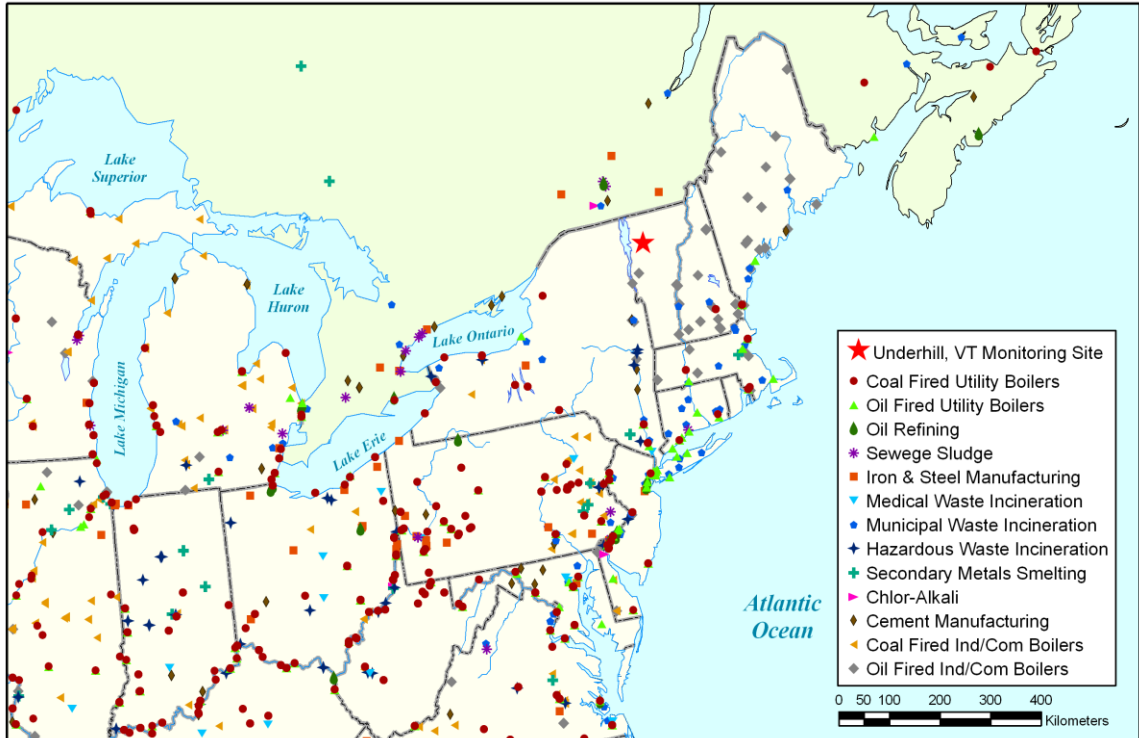 Lake
Superior
Lake
Huron
Lake Ontario
Lake Michigan
Lake Erie
Atlantic
Ocean
Underhill, VT Monitoring Site
Coal Fired Utility Boilers
Oil Fired Utility Boilers
Oil Refining
Sewege Sludge
Iron & Steel Manufacturing
Medical Waste Incineration
Municipal Waste Incineration
Hazardous Waste Incineration
Secondary Metals Smelting
Chlor-Alkali
Cement Manufacturing
Coal Fired Ind/Com Boilers
Oil Fired Ind/Com Boilers
0 50 100 200 300 400
Kilometers